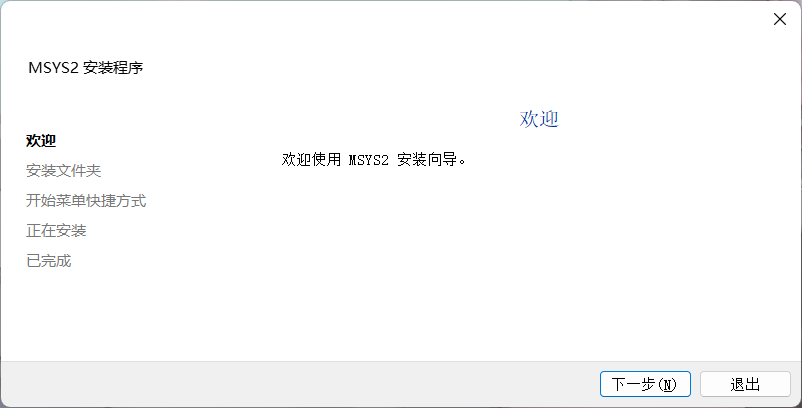 MSYS2 安装程序
欢迎
欢迎
欢迎使用 MSYS2 安装向导。
安装文件夹
开始菜单快捷方式
正在安装
已完成
下一步(N)
退出